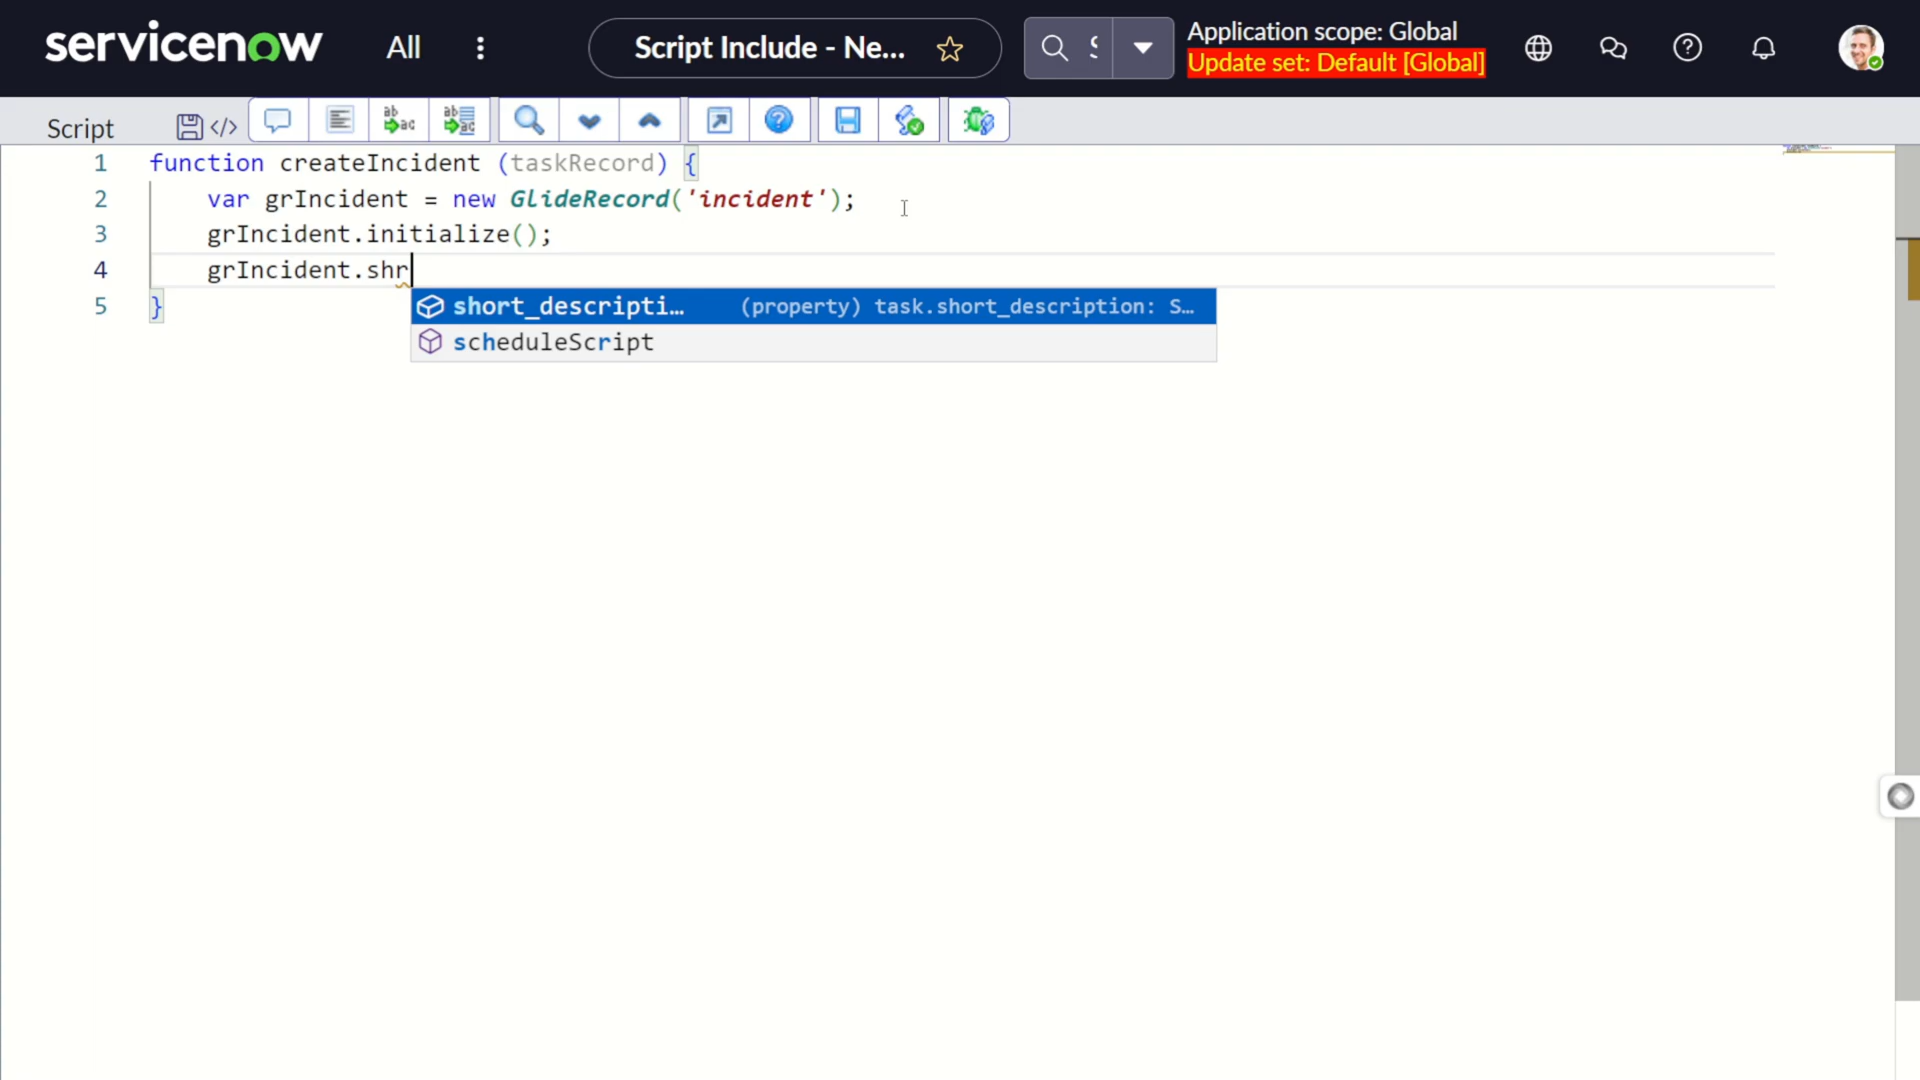 servicenow All Script Include - Ne... S Application scope: Global
Update set: Default [Global]
Script
1 function createIncident (taskRecord) {
2 var grIncident = new GlideRecord('incident');
3 grIncident.initialize();
4 grIncident.shr
5 }
short_descripti... (property) task.short_description: S...
scheduleScript